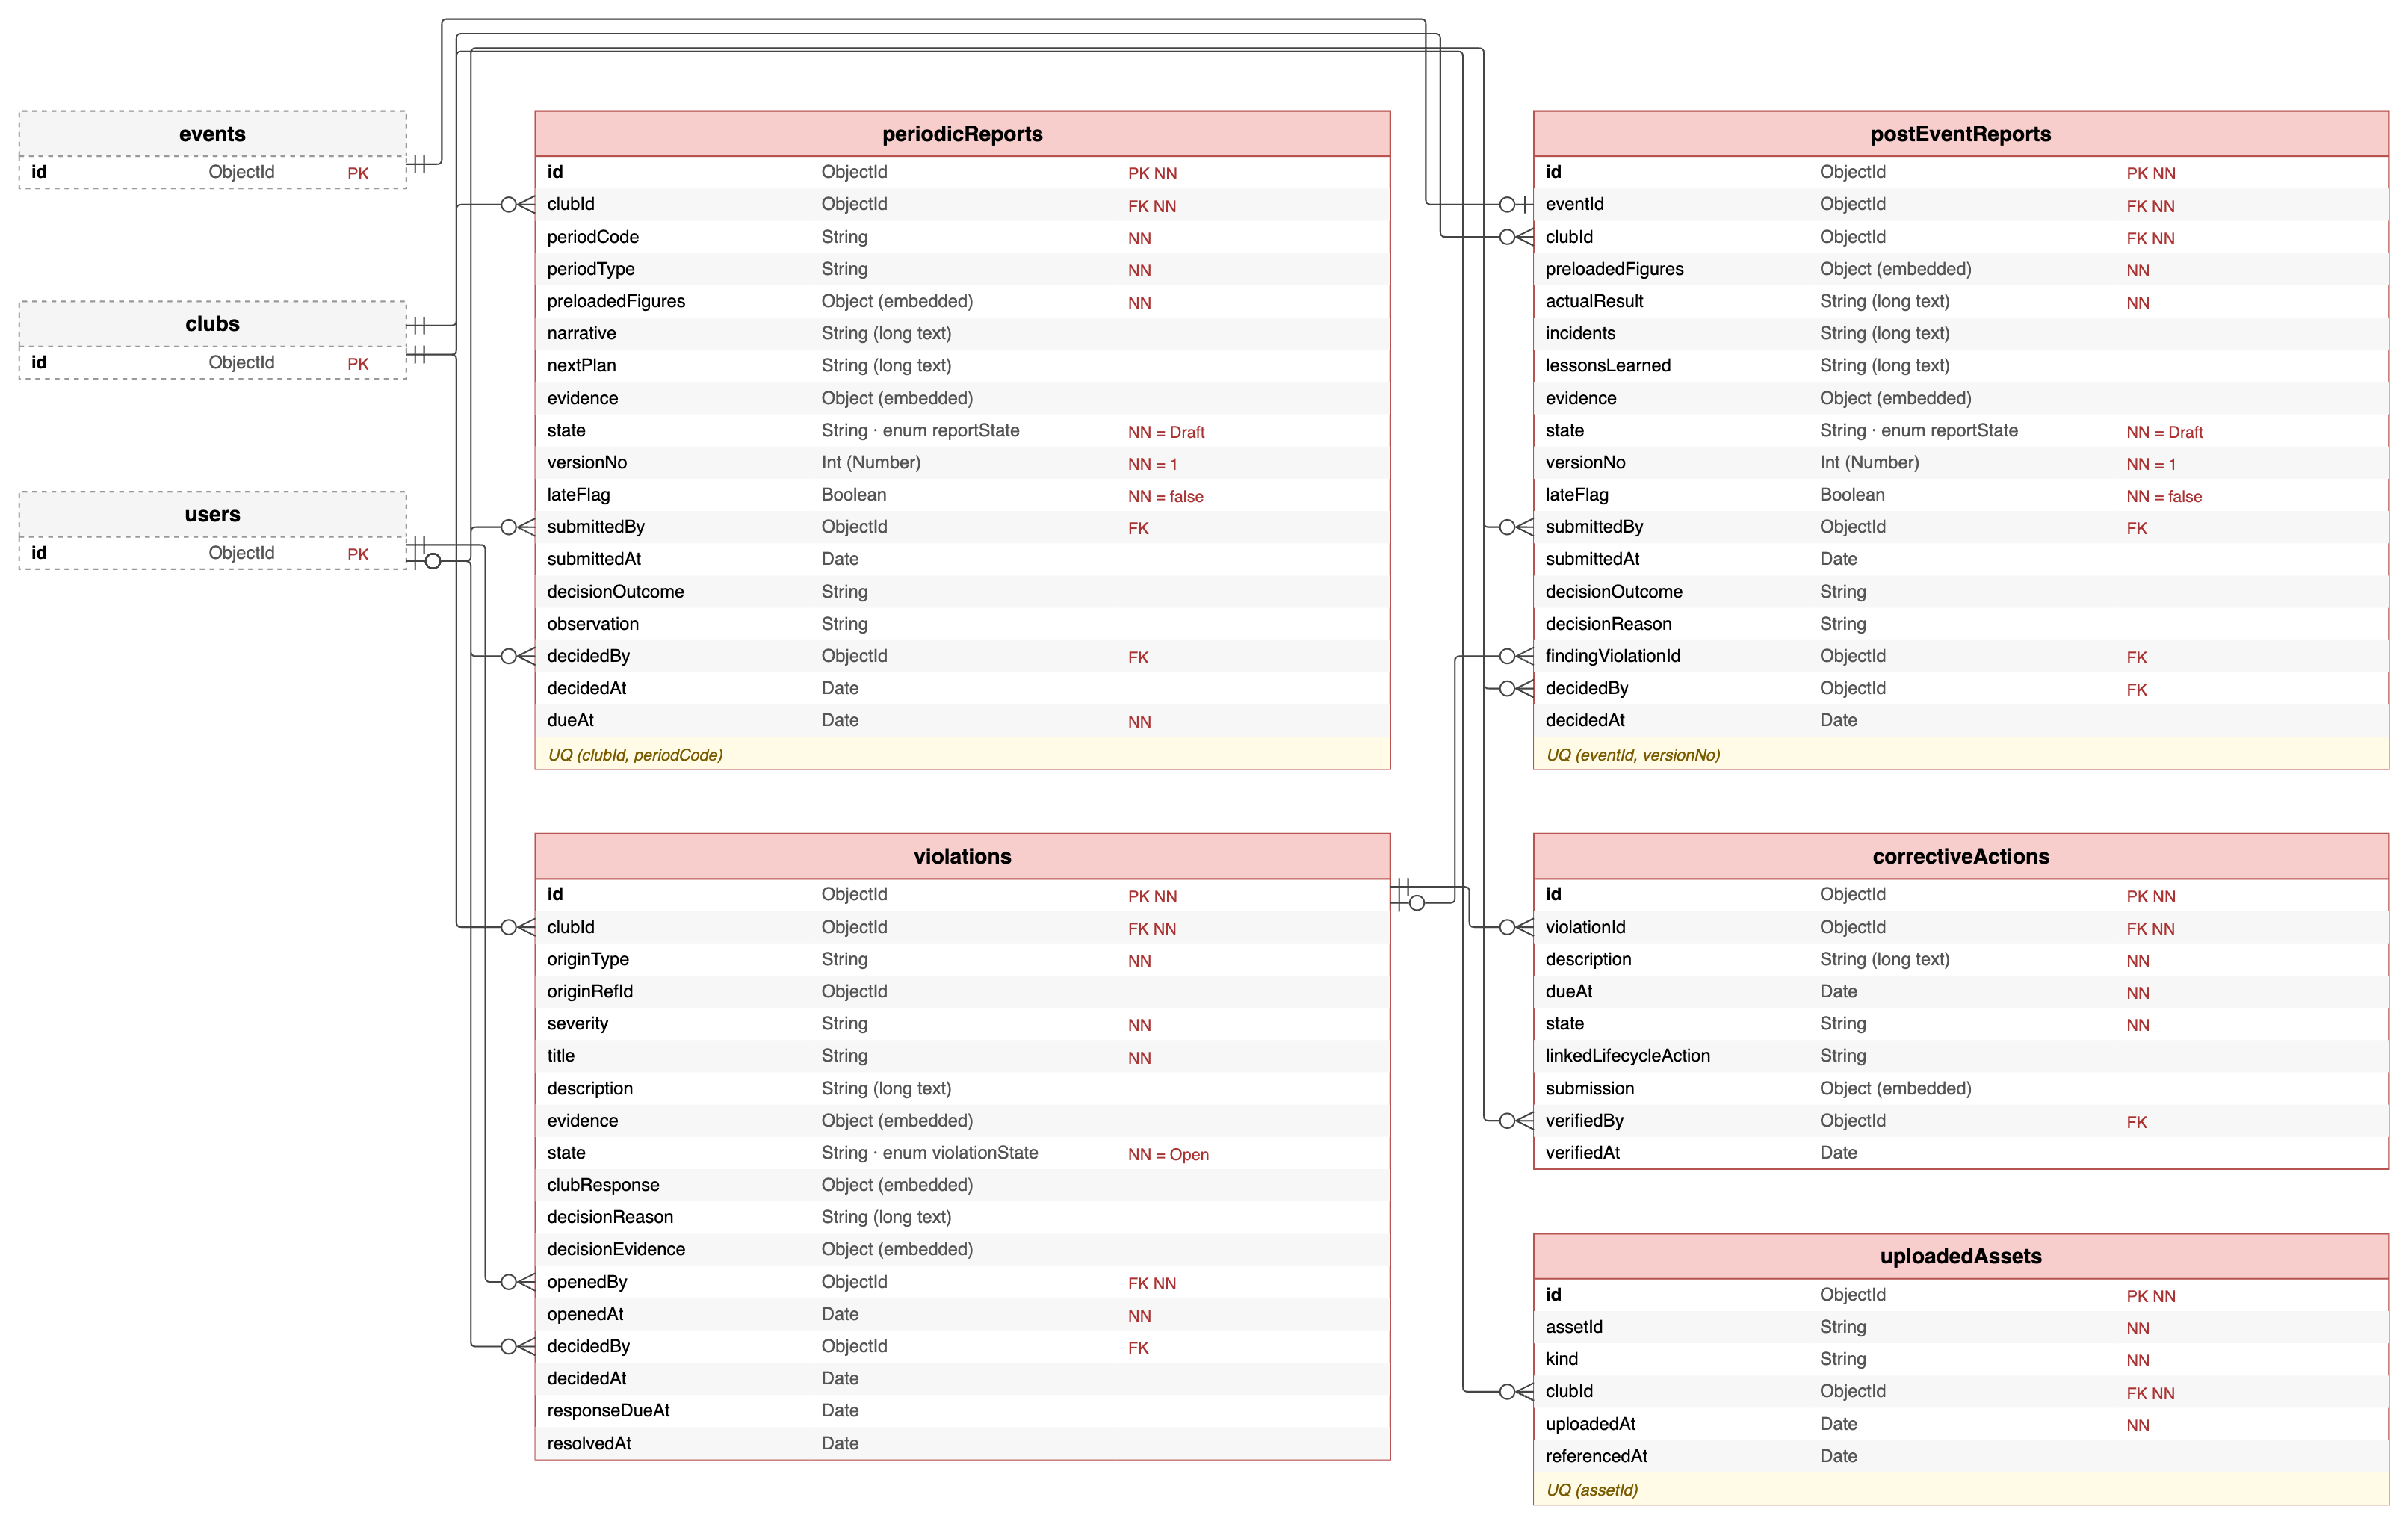 events
id ObjectId PK
clubs
id ObjectId PK
users
id ObjectId PK
periodicReports
id ObjectId PK NN
clubId ObjectId FK NN
periodCode String NN
periodType String NN
preloadedFigures Object (embedded) NN
narrative String (long text)
nextPlan String (long text)
evidence Object (embedded)
state String · enum reportState NN = Draft
versionNo Int (Number) NN = 1
lateFlag Boolean NN = false
submittedBy ObjectId FK
submittedAt Date
decisionOutcome String
observation String
decidedBy ObjectId FK
decidedAt Date
dueAt Date NN
UQ (clubId, periodCode)
postEventReports
id ObjectId PK NN
eventId ObjectId FK NN
clubId ObjectId FK NN
preloadedFigures Object (embedded) NN
actualResult String (long text) NN
incidents String (long text)
lessonsLearned String (long text)
evidence Object (embedded)
state String · enum reportState NN = Draft
versionNo Int (Number) NN = 1
lateFlag Boolean NN = false
submittedBy ObjectId FK
submittedAt Date
decisionOutcome String
decisionReason String
findingViolationId ObjectId FK
decidedBy ObjectId FK
decidedAt Date
UQ (eventId, versionNo)
violations
id ObjectId PK NN
clubId ObjectId FK NN
originType String NN
originRefId ObjectId
severity String NN
title String NN
description String (long text)
evidence Object (embedded)
state String · enum violationState NN = Open
clubResponse Object (embedded)
decisionReason String (long text)
decisionEvidence Object (embedded)
openedBy ObjectId FK NN
openedAt Date NN
decidedBy ObjectId FK
decidedAt Date
responseDueAt Date
resolvedAt Date
correctiveActions
id ObjectId PK NN
violationId ObjectId FK NN
description String (long text) NN
dueAt Date NN
state String NN
linkedLifecycleAction String
submission Object (embedded)
verifiedBy ObjectId FK
verifiedAt Date
uploadedAssets
id ObjectId PK NN
assetId String NN
kind String NN
clubId ObjectId FK NN
uploadedAt Date NN
referencedAt Date
UQ (assetId)